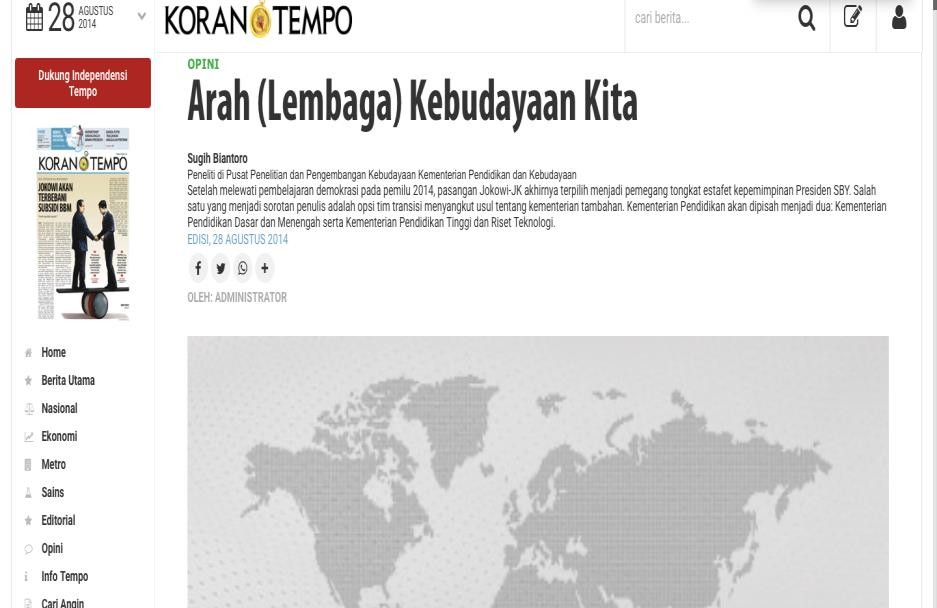 28
AGUSTUS
2014
KORAN TEMPO
cari berita...
Dukung Independensi
Tempo
KORAN TEMPO
JOKOWI AKAN
TERBEBANI
SUBSIDI BBM
OPINI
Arah (Lembaga) Kebudayaan Kita
Sugih Biantoro
Peneliti di Pusat Penelitian dan Pengembangan Kebudayaan Kementerian Pendidikan dan Kebudayaan
Setelah melewati pembelajaran demokrasi pada pemilu 2014, pasangan Jokowi-JK akhirnya terpilih menjadi pemegang tongkat estafet kepemimpinan Presiden SBY. Salah
satu yang menjadi sorotan penulis adalah opsi tim transisi menyangkut usul tentang kementerian tambahan. Kementerian Pendidikan akan dipisah menjadi dua: Kementerian
Pendidikan Dasar dan Menengah serta Kementerian Pendidikan Tinggi dan Riset Teknologi.
EDISI, 28 AGUSTUS 2014
OLEH: ADMINISTRATOR
Home
Berita Utama
Nasional
Ekonomi
Metro
Sains
Editorial
Opini
Info Tempo
Cari Angin